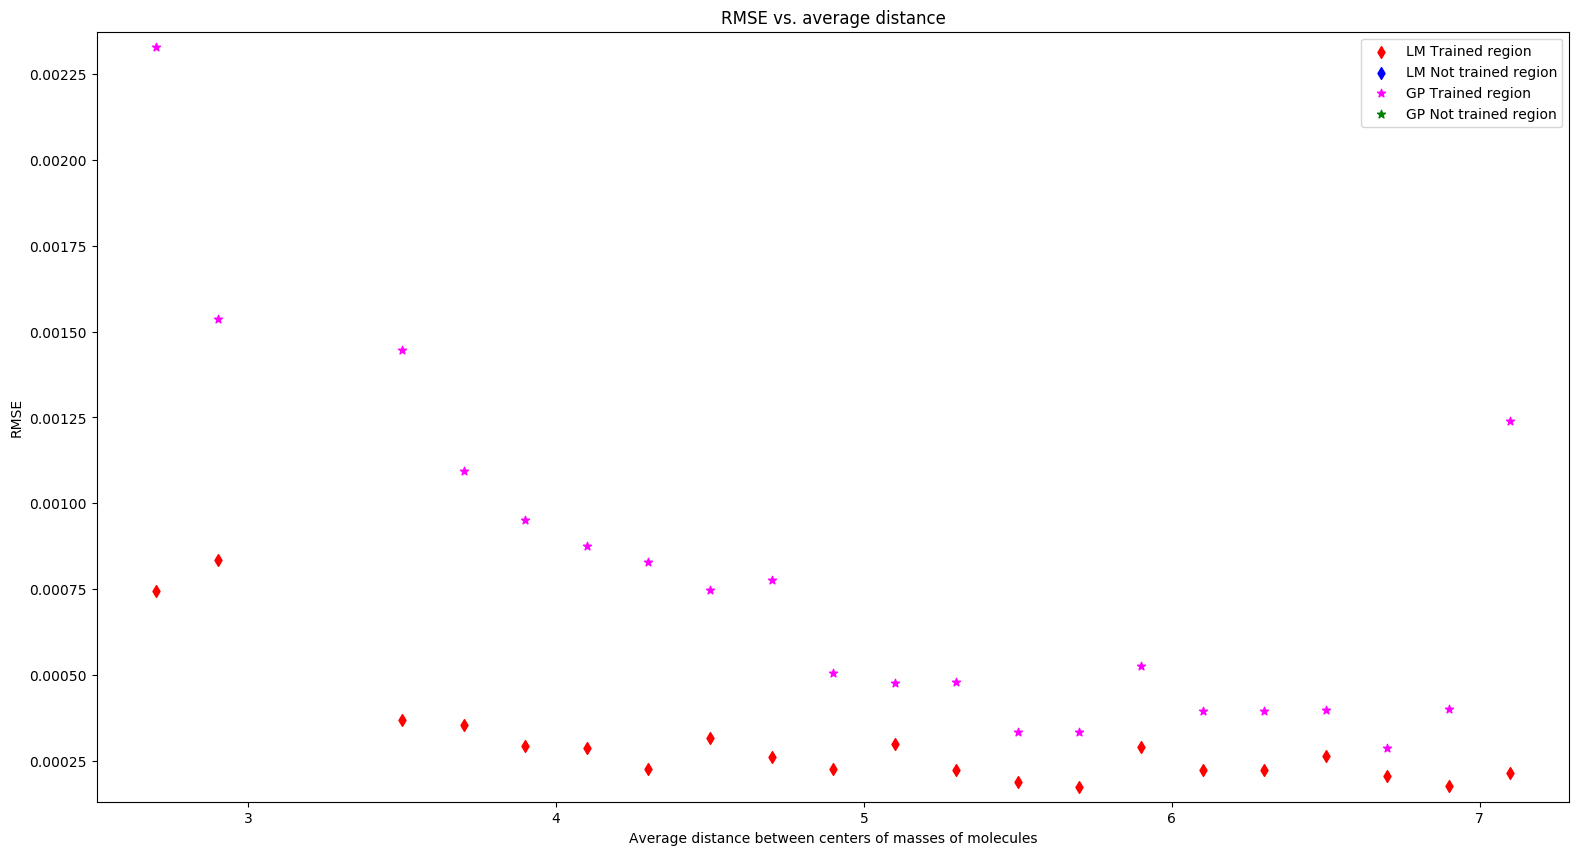 RMSE vs. average distance
LM Trained region
LM Not trained region
GP Trained region
GP Not trained region
RMSE
0.00225
0.00200
0.00175
0.00150
0.00125
0.00100
0.00075
0.00050
0.00025
3 4 5 6 7
Average distance between centers of masses of molecules